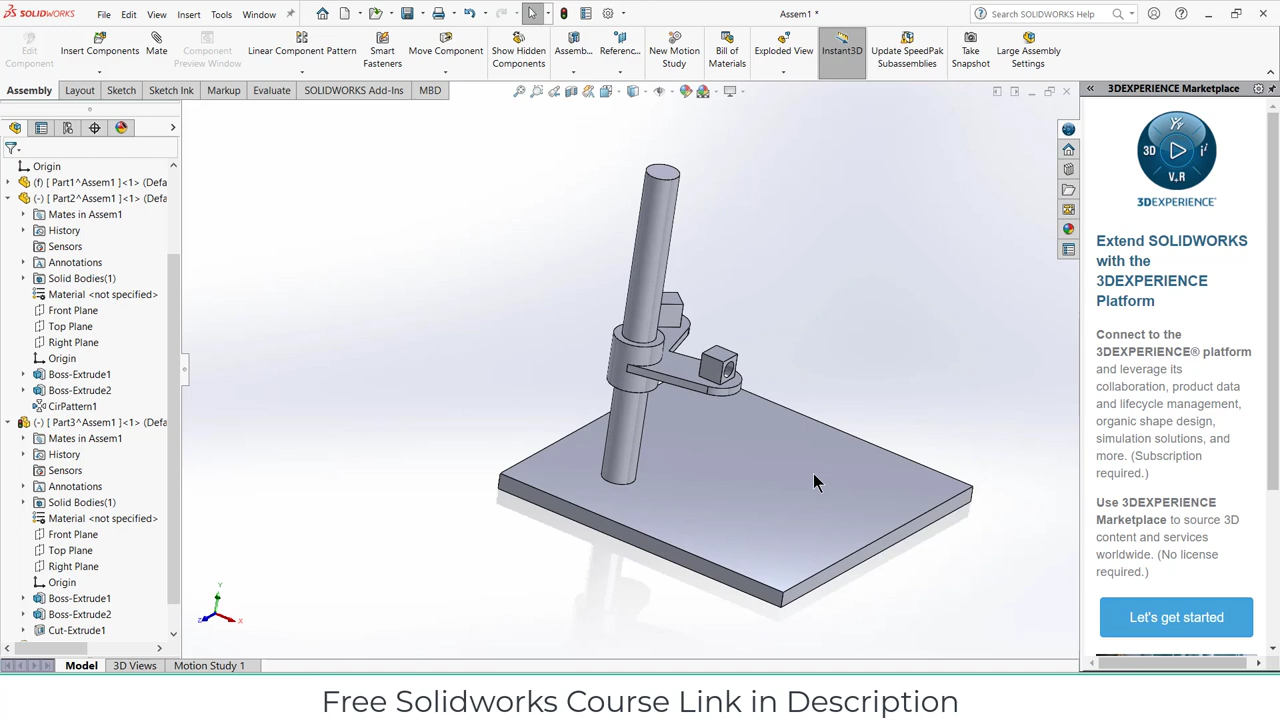 SOLIDWORKS
File
Edit
View
Insert
Tools
Window
Assem1 *
Search SOLIDWORKS Help
Edit
Component
Insert Components
Mate
Component
Preview Window
Linear Component Pattern
Smart
Fasteners
Move Component
Show Hidden
Components
Assemb...
Referenc...
New Motion
Study
Bill of
Materials
Exploded View
Instant3D
Update SpeedPak
Subassemblies
Take
Snapshot
Large Assembly
Settings
Assembly
Layout
Sketch
Sketch Ink
Markup
Evaluate
SOLIDWORKS Add-Ins
MBD
Origin
(f) [ Part1^Assem1 ]<1> (Defa
(-) [ Part2^Assem1 ]<1> (Defa
Mates in Assem1
History
Sensors
Annotations
Solid Bodies(1)
Material <not specified>
Front Plane
Top Plane
Right Plane
Origin
Boss-Extrude1
Boss-Extrude2
CirPattern1
(-) [ Part3^Assem1 ]<1> (Defa
Mates in Assem1
History
Sensors
Annotations
Solid Bodies(1)
Material <not specified>
Front Plane
Top Plane
Right Plane
Origin
Boss-Extrude1
Boss-Extrude2
Cut-Extrude1
Y
X
Z
Model
3D Views
Motion Study 1
3DEXPERIENCE Marketplace
3D
V.R
3DEXPERIENCE
Extend SOLIDWORKS
with the
3DEXPERIENCE
Platform
Connect to the
3DEXPERIENCE® platform
and leverage its
collaboration, product data
and lifecycle management,
organic shape design,
simulation solutions, and
more. (Subscription
required.)
Use 3DEXPERIENCE
Marketplace to source 3D
content and services
worldwide. (No license
required.)
Let's get started
Free Solidworks Course Link in Description